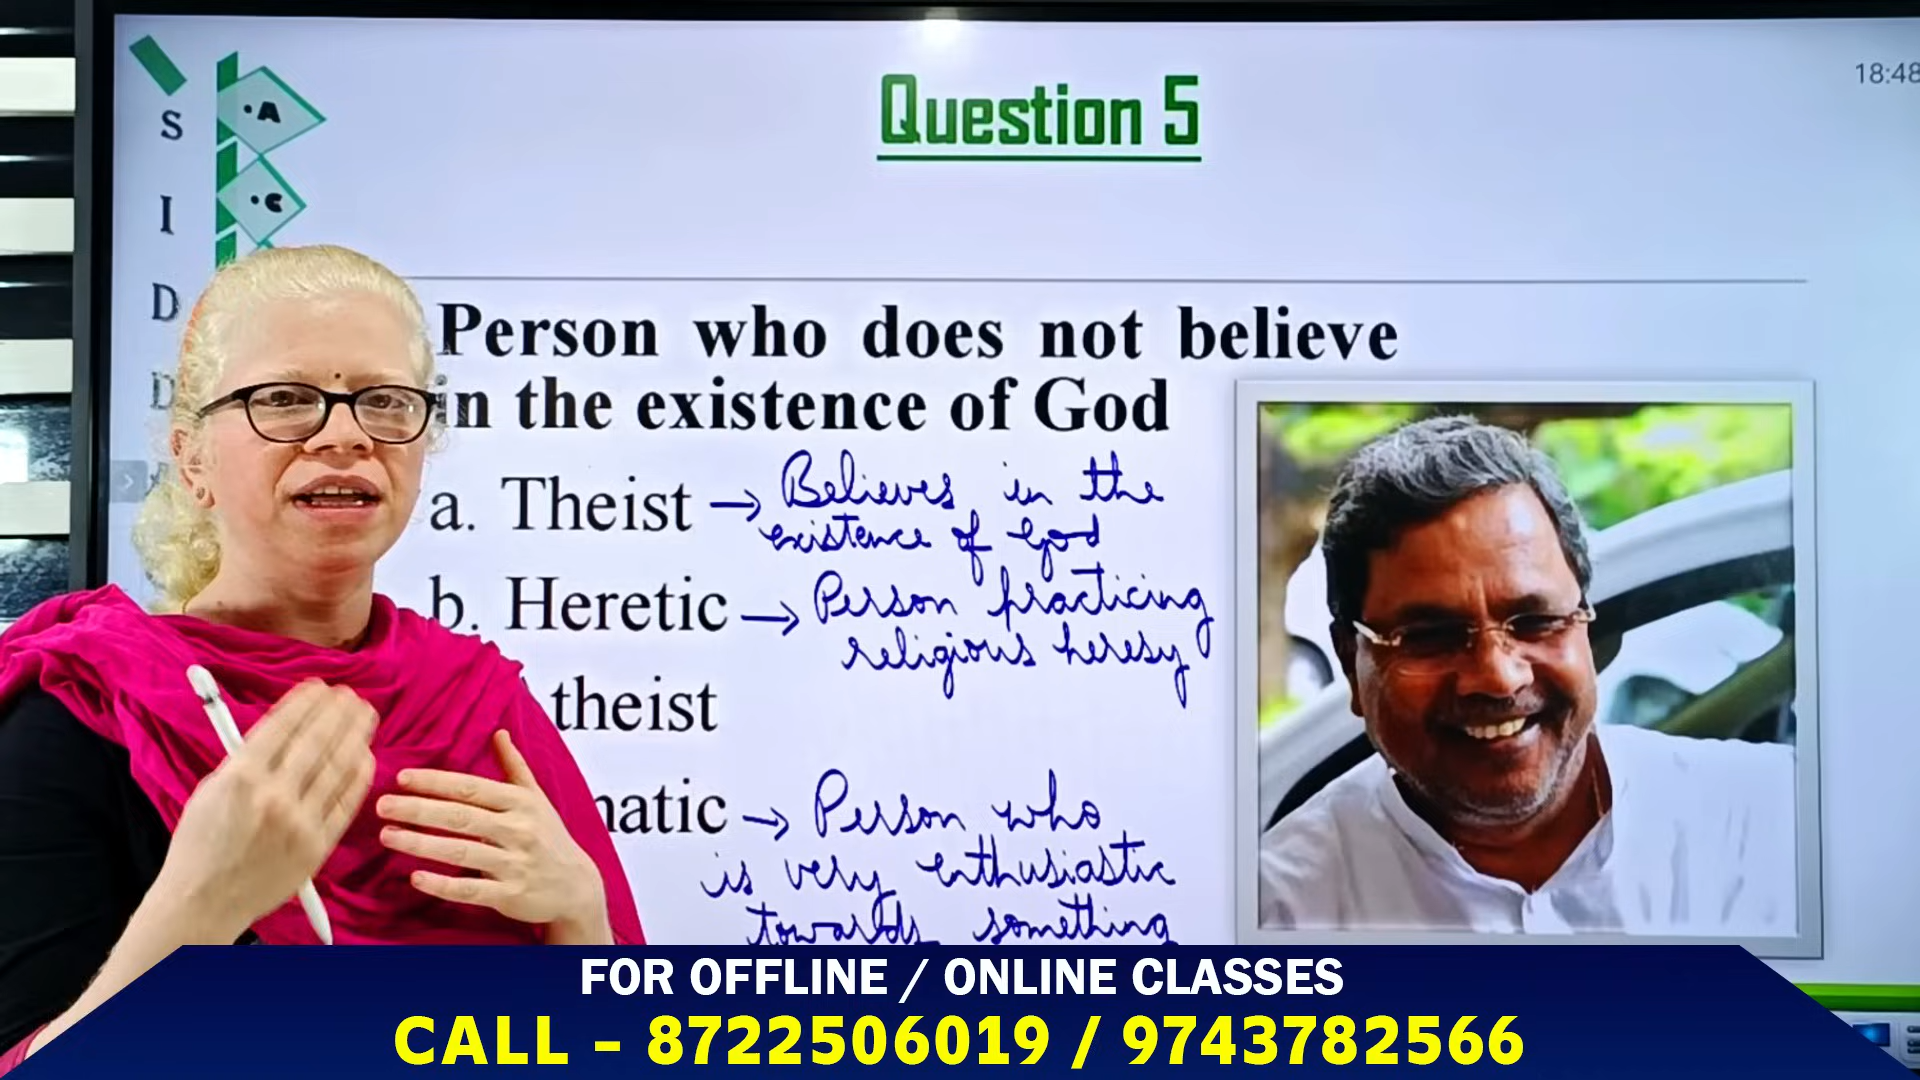 18:48
Question 5
A
C
S
I
D
D
Person who does not believe
in the existence of God
a. Theist → Believes in the
existence of God
b. Heretic → Person practicing
religious heresy
theist
natic → Person who
is very enthusiastic
towards something
FOR OFFLINE / ONLINE CLASSES
CALL – 8722506019 / 9743782566